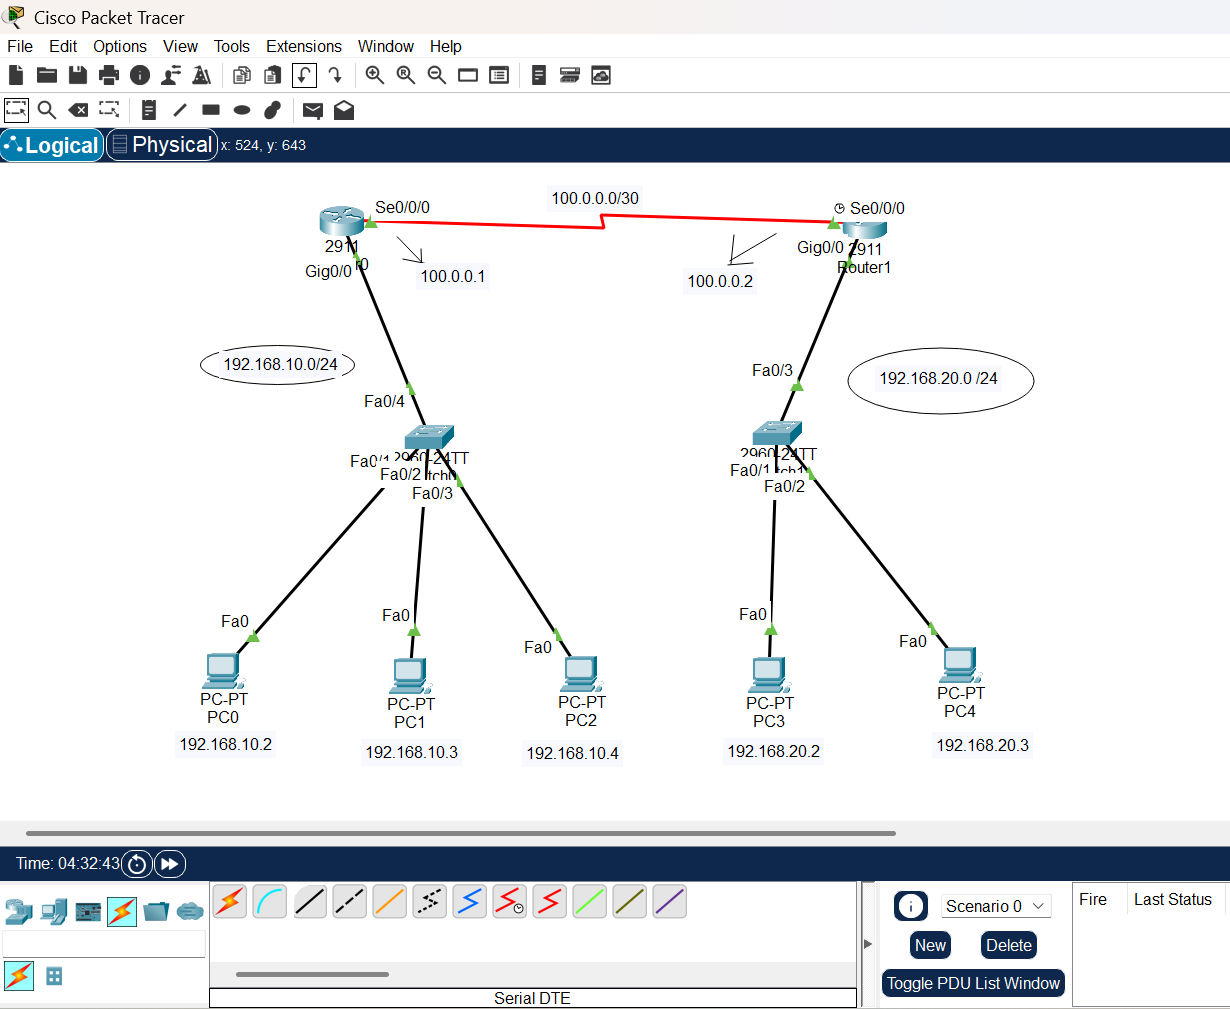 Cisco Packet Tracer
File Edit Options View Tools Extensions Window Help
Logical Physical x: 524, y: 643
100.0.0.0/30
Se0/0/0
Se0/0/0
2911
Gig0/0
2911
Gig0/0
Router1
100.0.0.1
100.0.0.2
192.168.10.0/24
Fa0/3
192.168.20.0 /24
Fa0/4
2960-24TT
Fa0/1
Fa0/2
Fa0/3
2960-24TT
Fa0/1
Fa0/2
Fa0
Fa0
Fa0
Fa0
Fa0
PC-PT
PC0
192.168.10.2
PC-PT
PC1
192.168.10.3
PC-PT
PC2
192.168.10.4
PC-PT
PC3
192.168.20.2
PC-PT
PC4
192.168.20.3
Time: 04:32:43
Scenario 0
New Delete
Toggle PDU List Window
Fire Last Status
Serial DTE